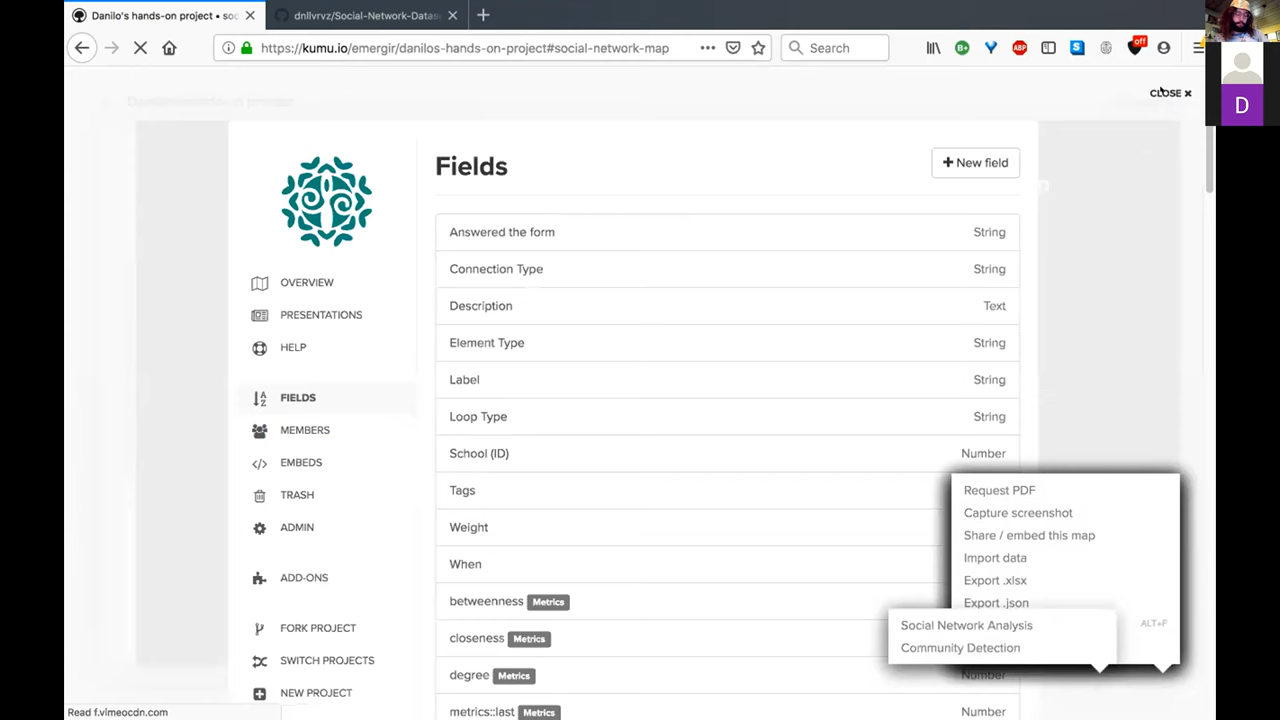 Danilo's hands-on project • soc
dnllvrvz/Social-Network-Datase
https://kumu.io/emergir/danilos-hands-on-project#social-network-map
Search
B+
ABP
S
off
CLOSE ×
D
Fields
New field
Answered the form String
Connection Type String
Description Text
Element Type String
Label String
Loop Type String
School (ID) Number
Tags
Weight
When
betweenness Metrics
closeness Metrics
degree Metrics Number
metrics::last Metrics Number
OVERVIEW
PRESENTATIONS
HELP
FIELDS
MEMBERS
EMBEDS
TRASH
ADMIN
ADD-ONS
FORK PROJECT
SWITCH PROJECTS
NEW PROJECT
Request PDF
Capture screenshot
Share / embed this map
Import data
Export .xlsx
Export .json
ALT+F
Social Network Analysis
Community Detection
Read f.vimeocdn.com